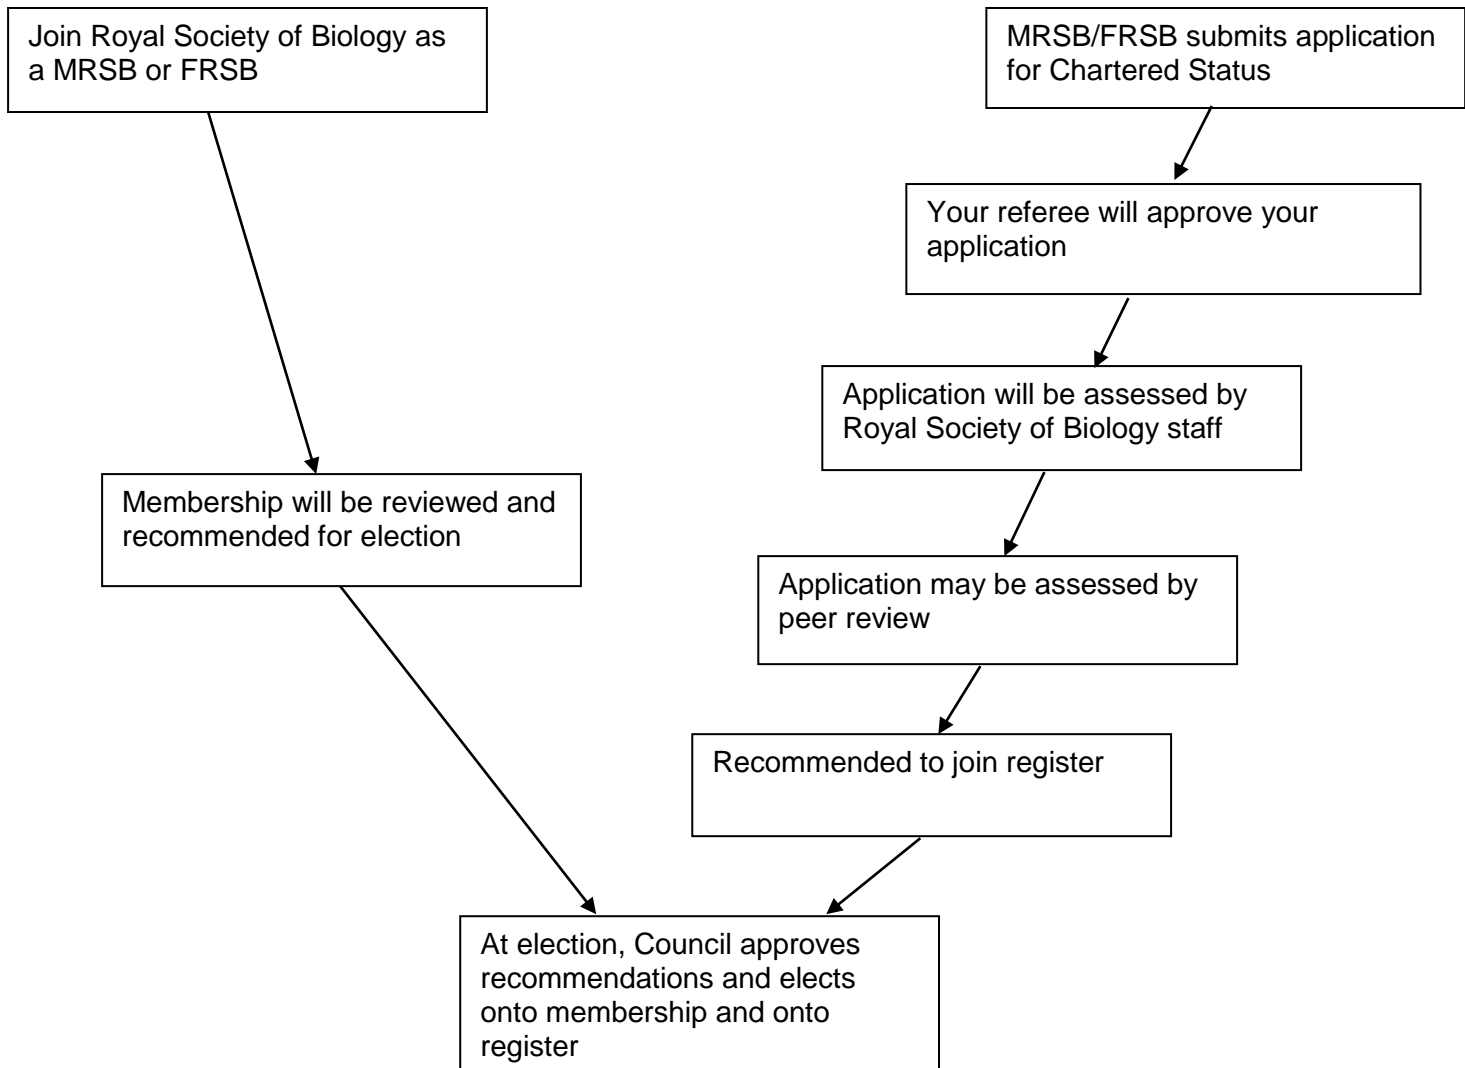 Join Royal Society of Biology as
a MRSB or FRSB
MRSB/FRSB submits application
for Chartered Status
Your referee will approve your
application
Application will be assessed by
Royal Society of Biology staff
Membership will be reviewed and
recommended for election
Application may be assessed by
peer review
Recommended to join register
At election, Council approves
recommendations and elects
onto membership and onto
register